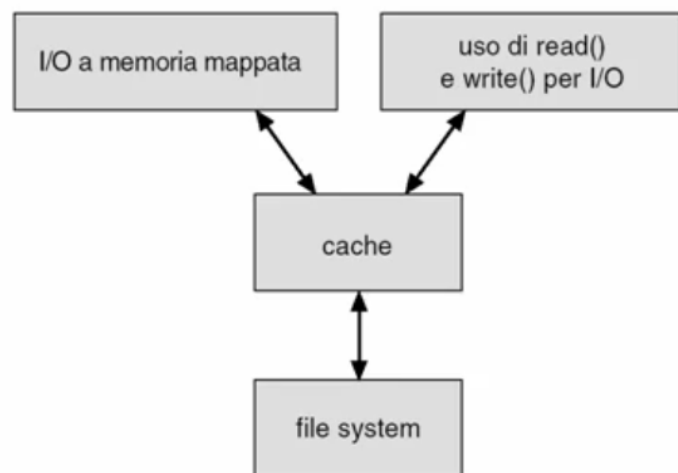 I/O a memoria mappata
uso di read()
e write() per I/O
cache
file system